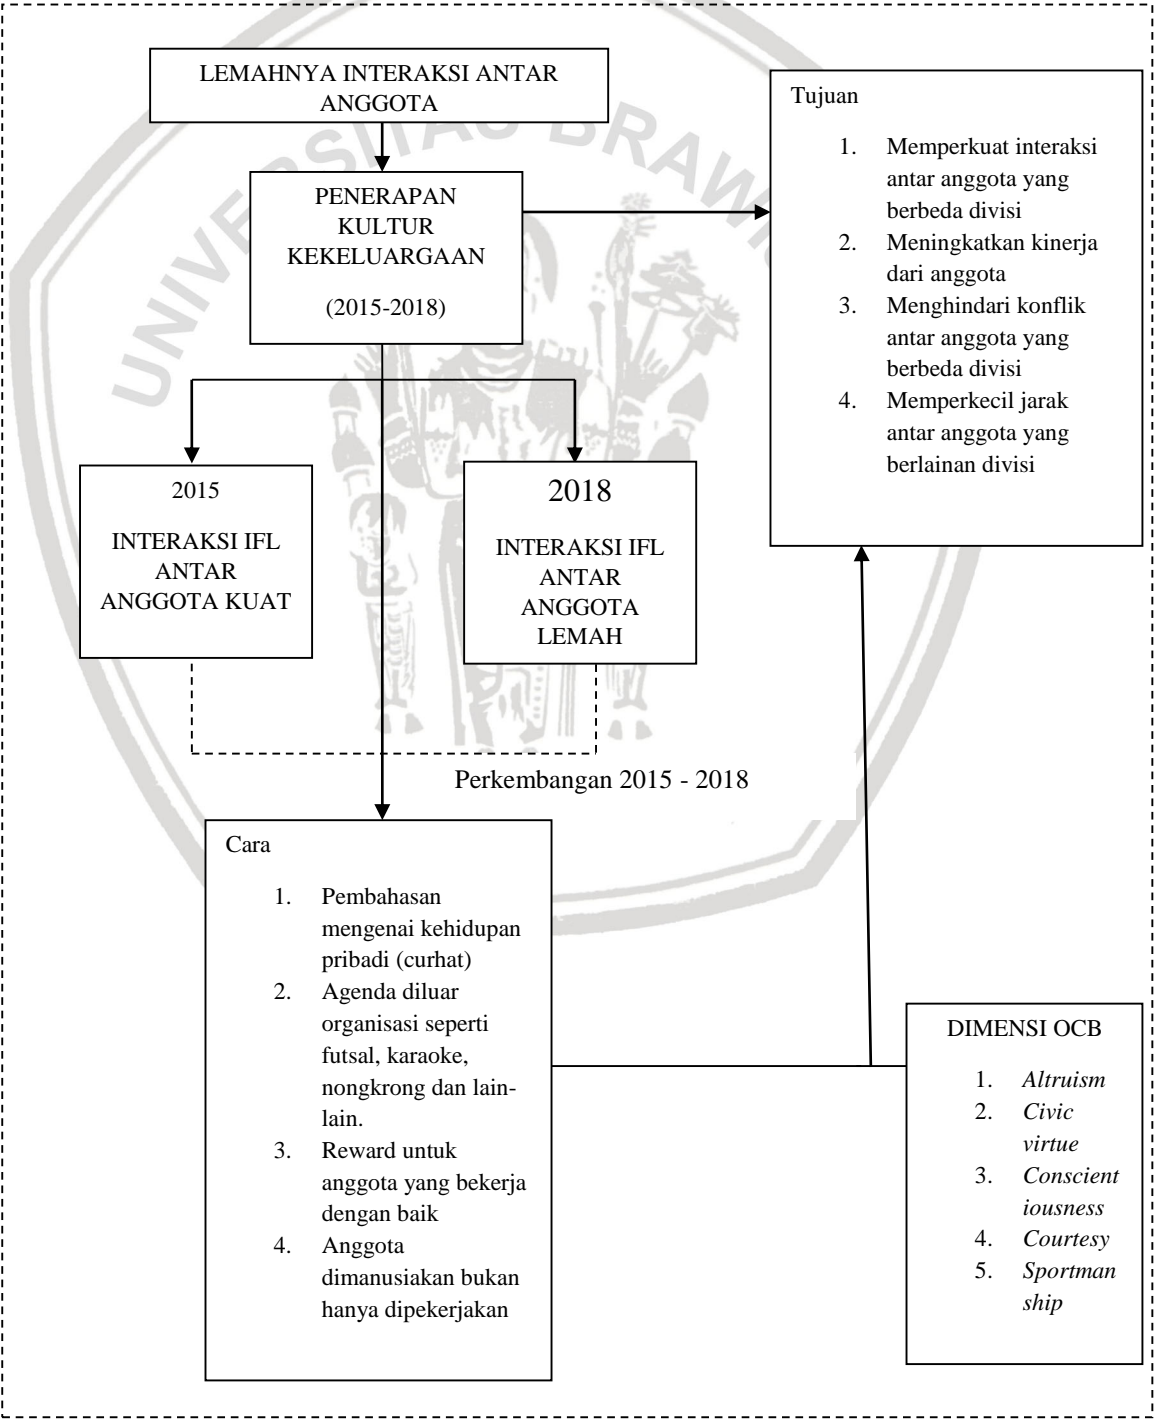 LEMAHNYA INTERAKSI ANTAR
ANGGOTA
PENERAPAN
KULTUR
KEKELUARGAAN
(2015-2018)
Tujuan
1. Memperkuat interaksi
antar anggota yang
berbeda divisi
2. Meningkatkan kinerja
dari anggota
3. Menghindari konflik
antar anggota yang
berbeda divisi
4. Memperkecil jarak
antar anggota yang
berlainan divisi
2015
INTERAKSI IFL
ANTAR
ANGGOTA KUAT
2018
INTERAKSI IFL
ANTAR
ANGGOTA
LEMAH
Perkembangan 2015 - 2018
Cara
1. Pembahasan
mengenai kehidupan
pribadi (curhat)
2. Agenda diluar
organisasi seperti
futsal, karaoke,
nongkrong dan lain-
lain.
3. Reward untuk
anggota yang bekerja
dengan baik
4. Anggota
dimanusiakan bukan
hanya dipekerjakan
DIMENSI OCB
1. Altruism
2. Civic
virtue
3. Conscient
iousness
4. Courtesy
5. Sportman
ship